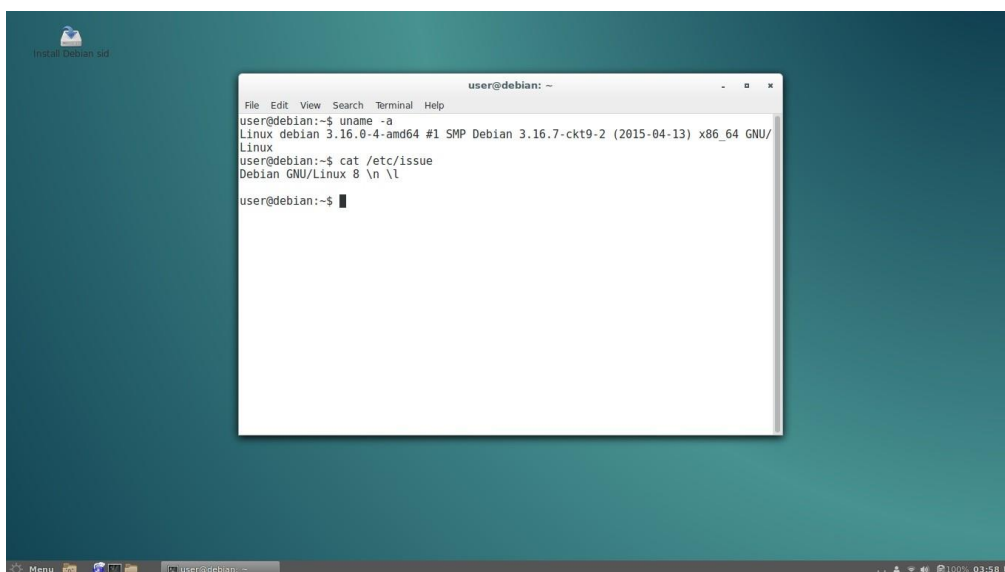 Install Debian sid
user@debian: ~
File Edit View Search Terminal Help
user@debian:~$ uname -a
Linux debian 3.16.0-4-amd64 #1 SMP Debian 3.16.7-ckt9-2 (2015-04-13) x86_64 GNU/
Linux
user@debian:~$ cat /etc/issue
Debian GNU/Linux 8 \n \l
user@debian:~$
Menu user@debian: ~ 100% 03:58